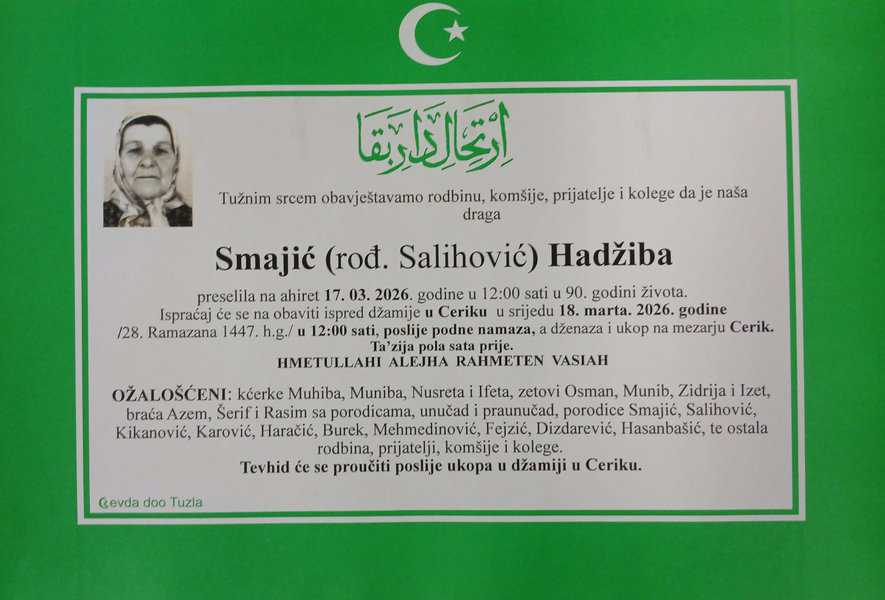 اِرْتِحَالِ دَارِ بَقَا
Tužnim srcem obavještavamo rodbinu, komšije, prijatelje i kolege da je naša
draga
Smajić (rođ. Salihović) Hadžiba
preselila na ahiret 17. 03. 2026. godine u 12:00 sati u 90. godini života.
Ispraćaj će se na obaviti ispred džamije u Ceriku u srijedu 18. marta. 2026. godine
/28. Ramazana 1447. h.g./ u 12:00 sati, poslije podne namaza, a dženaza i ukop na mezarju Cerik.
Ta'zija pola sata prije.
HMETULLAHI ALEJHA RAHMETEN VASIAH
OŽALOŠĆENI: kćerke Muhiba, Muniba, Nusreta i Ifeta, zetovi Osman, Munib, Zidrija i Izet,
braća Azem, Šerif i Rasim sa porodicama, unučad i praunučad, porodice Smajić, Salihović,
Kikanović, Karović, Haračić, Burek, Mehmedinović, Fejzić, Dizdarević, Hasanbašić, te ostala
rodbina, prijatelji, komšije i kolege.
Tevhid će se proučiti poslije ukopa u džamiji u Ceriku.
evda doo Tuzla